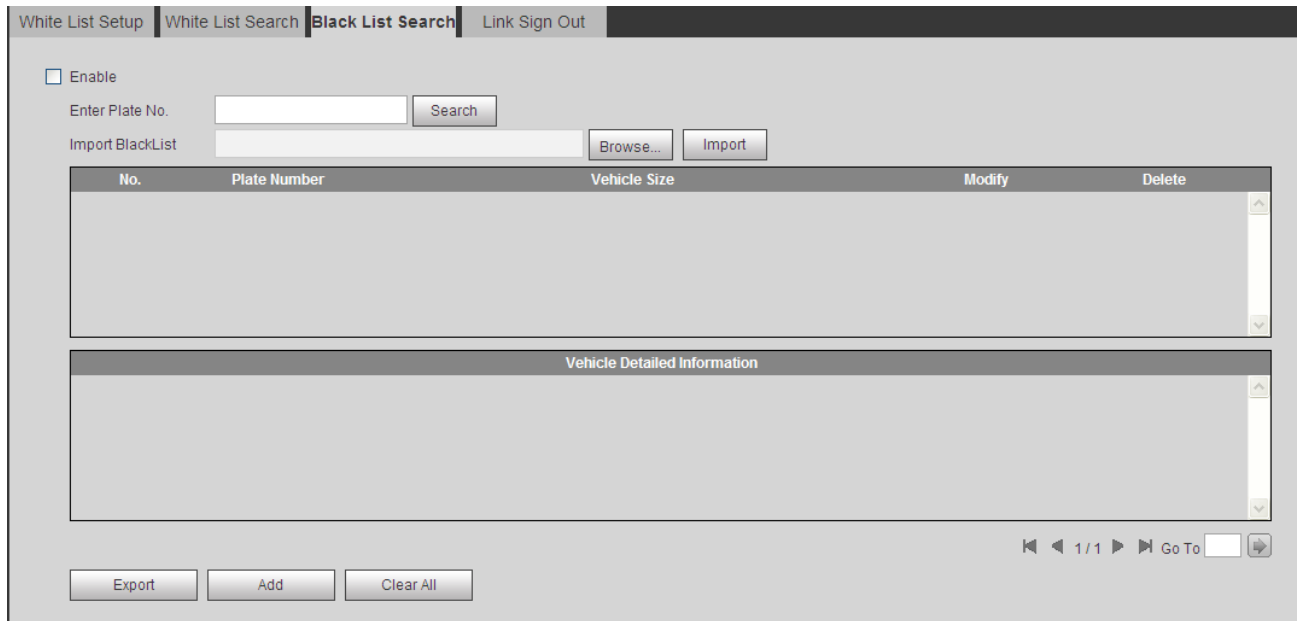 White List Setup White List Search Black List Search Link Sign Out
Enable
Enter Plate No. Search
Import BlackList Browse... Import
No. Plate Number Vehicle Size Modify Delete
Vehicle Detailed Information
1 / 1 Go To
Export Add Clear All